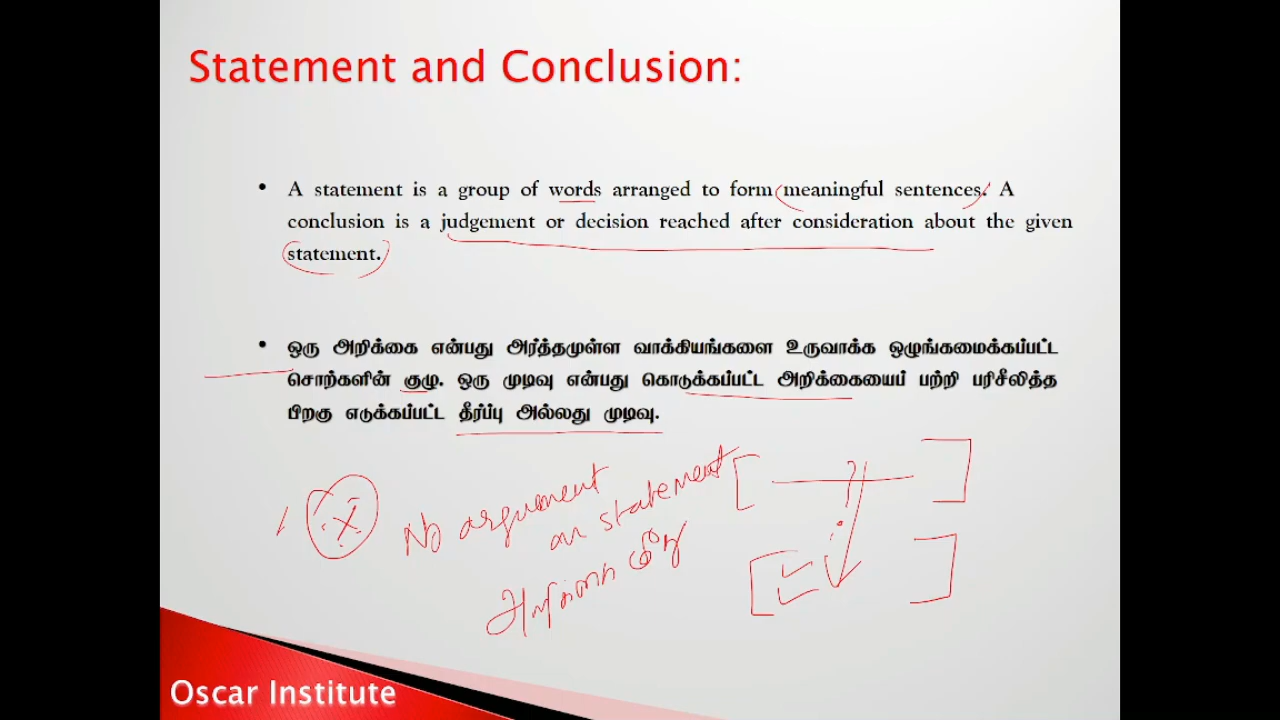 Statement and Conclusion:
• A statement is a group of words arranged to form meaningful sentences. A
conclusion is a judgement or decision reached after consideration about the given
statement.
• ஒரு அறிக்கை என்பது அர்த்தமுள்ள வாக்கியங்களை உருவாக்க ஒழுங்கமைக்கப்பட்ட
சொற்களின் குழு. ஒரு முடிவு என்பது கொடுக்கப்பட்ட அறிக்கையைப் பற்றி பரிசீலித்த
பிறகு எடுக்கப்பட்ட தீர்ப்பு அல்லது முடிவு.
No argument
on statement
Oscar Institute